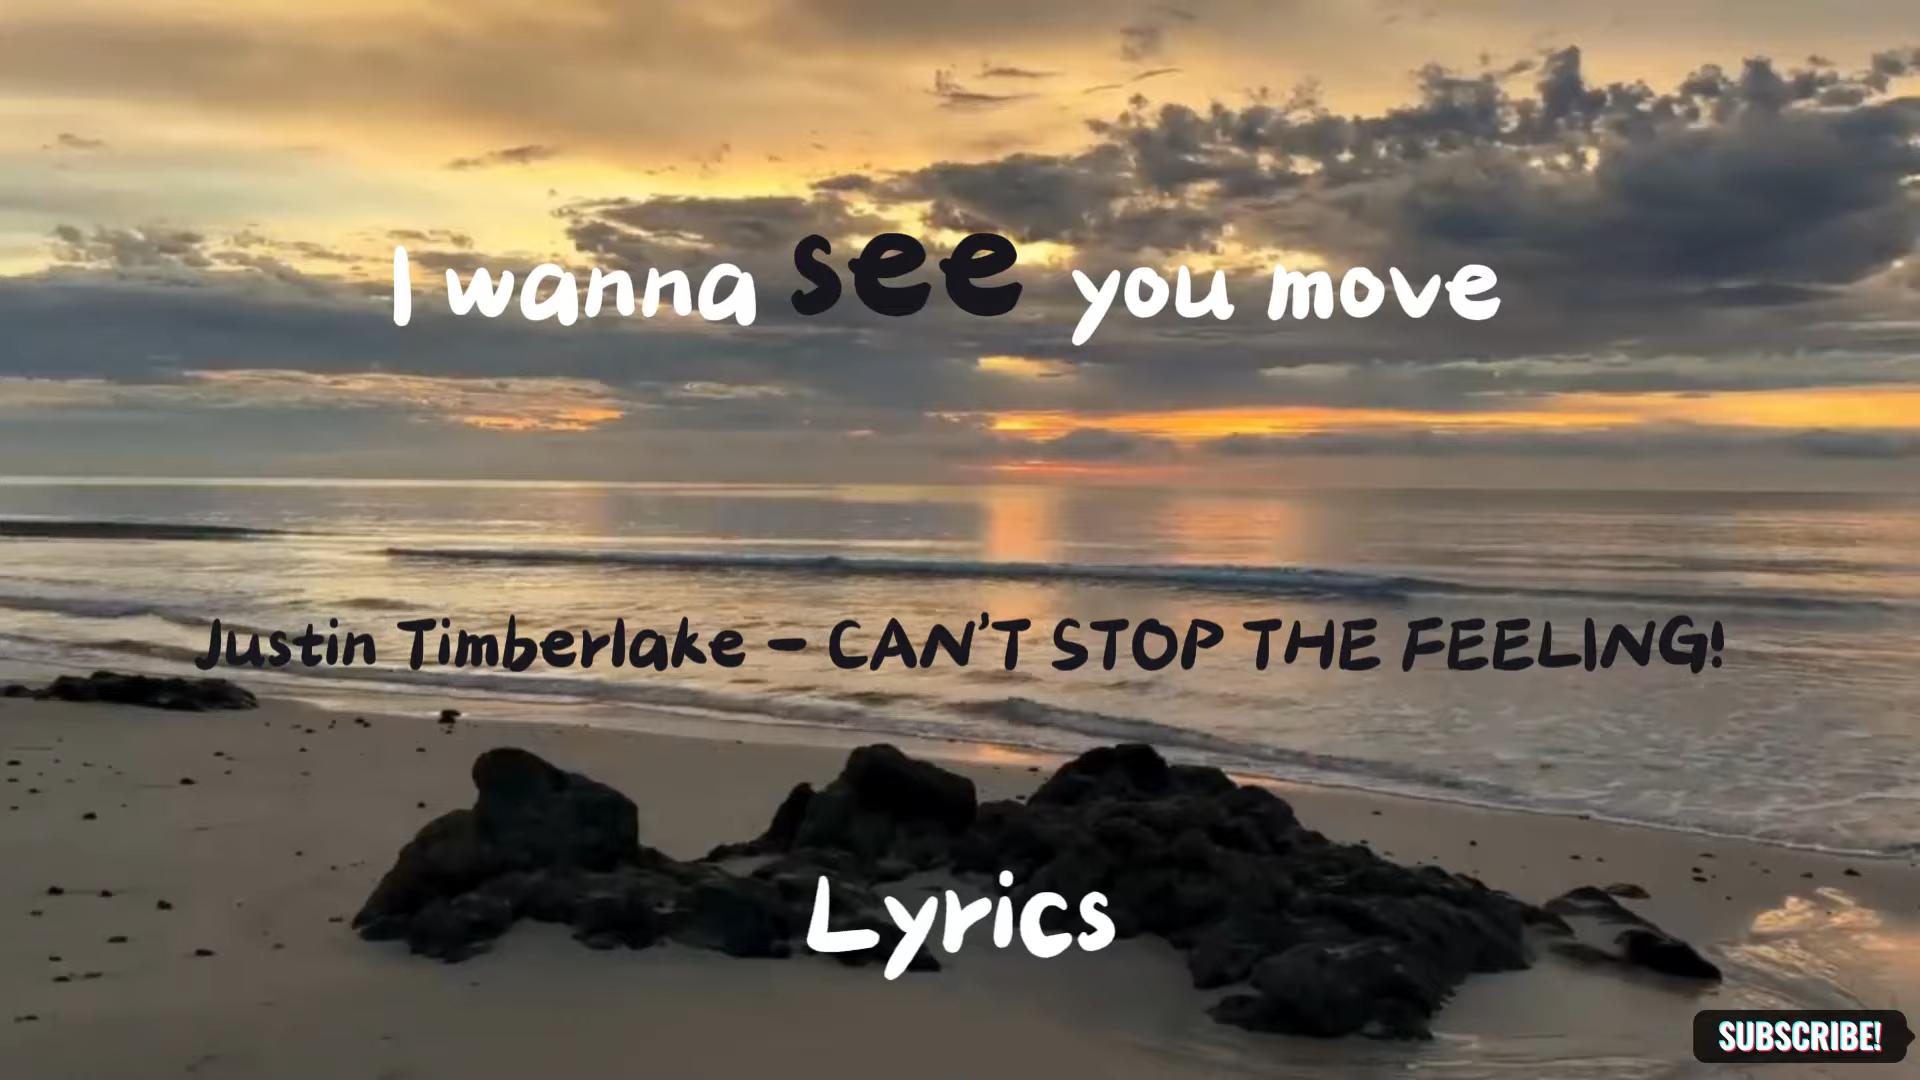 I wanna see you move
Justin Timberlake - CAN'T STOP THE FEELING!
Lyrics
SUBSCRIBE!